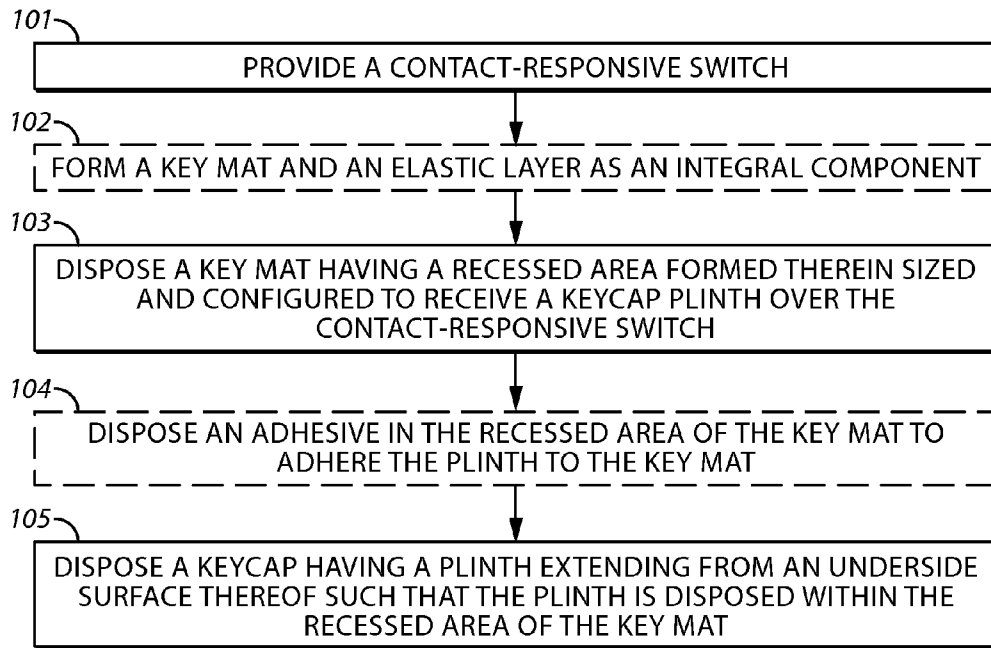 101
PROVIDE A CONTACT-RESPONSIVE SWITCH
102
FORM A KEY MAT AND AN ELASTIC LAYER AS AN INTEGRAL COMPONENT
103
DISPOSE A KEY MAT HAVING A RECESSED AREA FORMED THEREIN SIZED
AND CONFIGURED TO RECEIVE A KEYCAP PLINTH OVER THE
CONTACT-RESPONSIVE SWITCH
104
DISPOSE AN ADHESIVE IN THE RECESSED AREA OF THE KEY MAT TO
ADHERE THE PLINTH TO THE KEY MAT
105
DISPOSE A KEYCAP HAVING A PLINTH EXTENDING FROM AN UNDERSIDE
SURFACE THEREOF SUCH THAT THE PLINTH IS DISPOSED WITHIN THE
RECESSED AREA OF THE KEY MAT